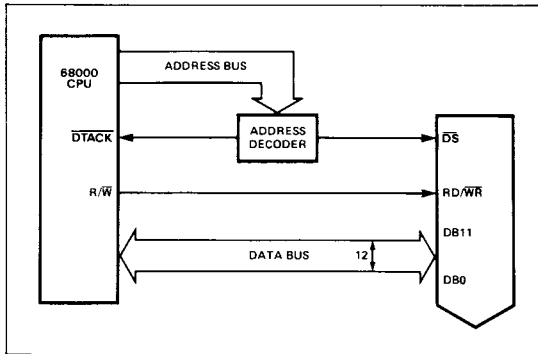 68000
CPU
ADDRESS BUS
DTACK
ADDRESS
DECODER
DS
R/W
RD/WR
DB11
DATA BUS
12
DB0